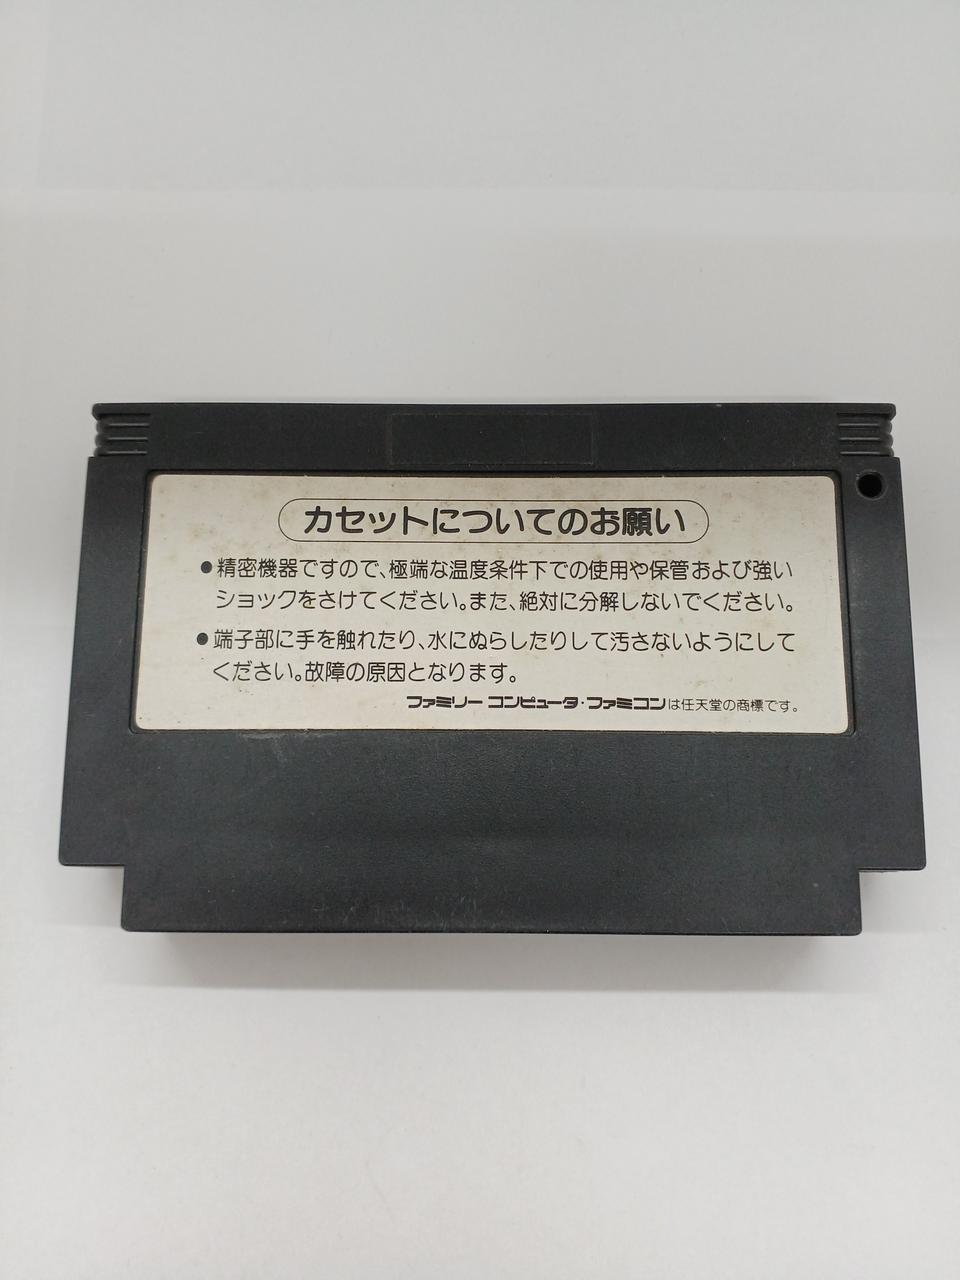 カセットについてのお願い
●精密機器ですので、極端な温度条件下での使用や保管および強い
ショックをさけてください。また、絶対に分解しないでください。
●端子部に手を触れたり、水にぬらしたりして汚さないようにして
ください。故障の原因となります。
ファミリー コンピュータ・ファミコンは任天堂の商標です。